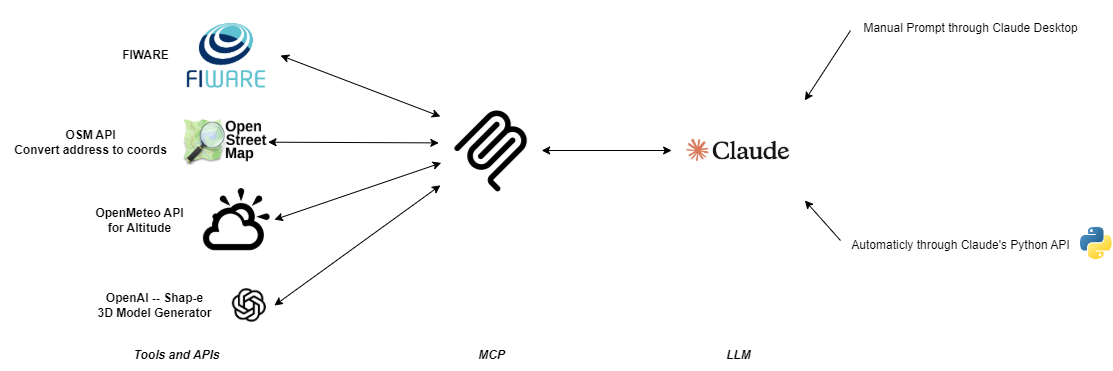 FIWARE
FIWARE
OSM API
Convert address to coords
Open
Street
Map
OpenMeteo API
for Altitude
OpenAI -- Shap-e
3D Model Generator
Tools and APIs
MCP
Claude
LLM
Manual Prompt through Claude Desktop
Automaticly through Claude's Python API